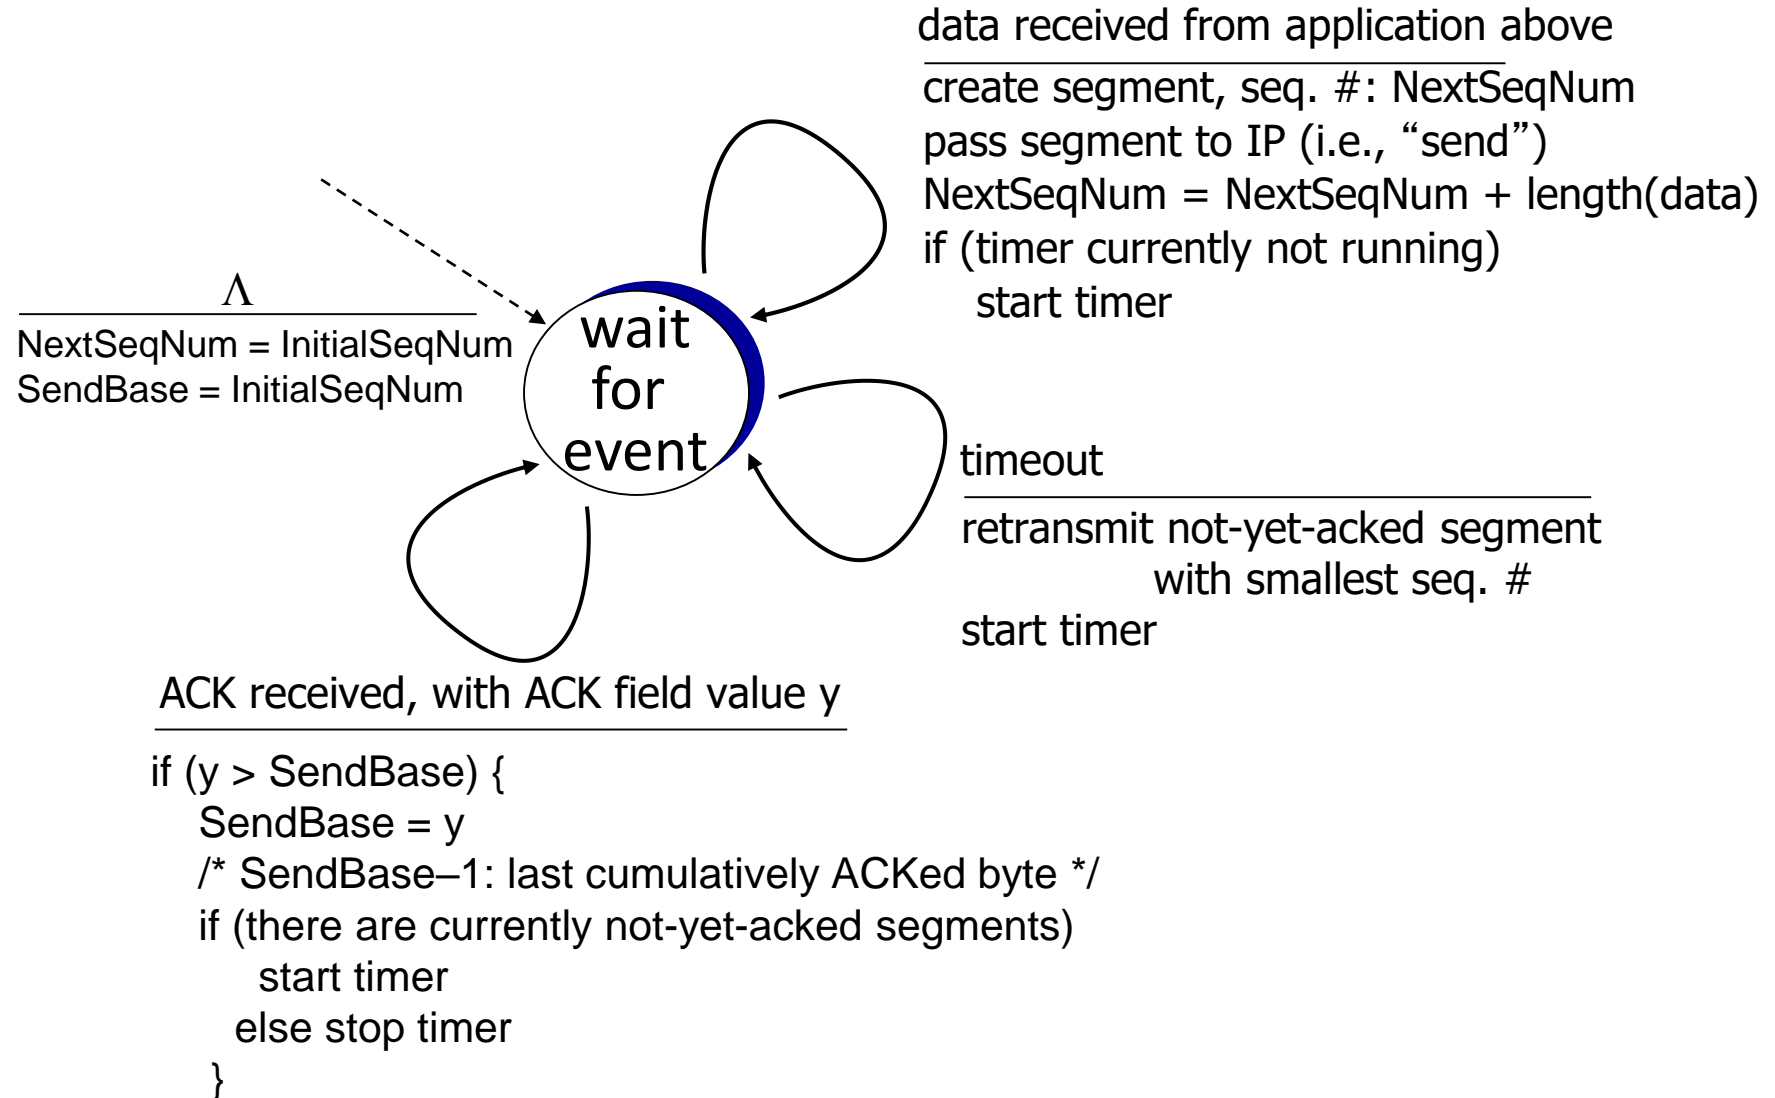 data received from application above
create segment, seq. #: NextSeqNum
pass segment to IP (i.e., “send”)
NextSeqNum = NextSeqNum + length(data)
if (timer currently not running)
start timer
Λ
NextSeqNum = InitialSeqNum
SendBase = InitialSeqNum
wait
for
event
timeout
retransmit not-yet-acked segment
with smallest seq. #
start timer
ACK received, with ACK field value y
if (y > SendBase) {
SendBase = y
/* SendBase–1: last cumulatively ACKed byte */
if (there are currently not-yet-acked segments)
start timer
else stop timer
}